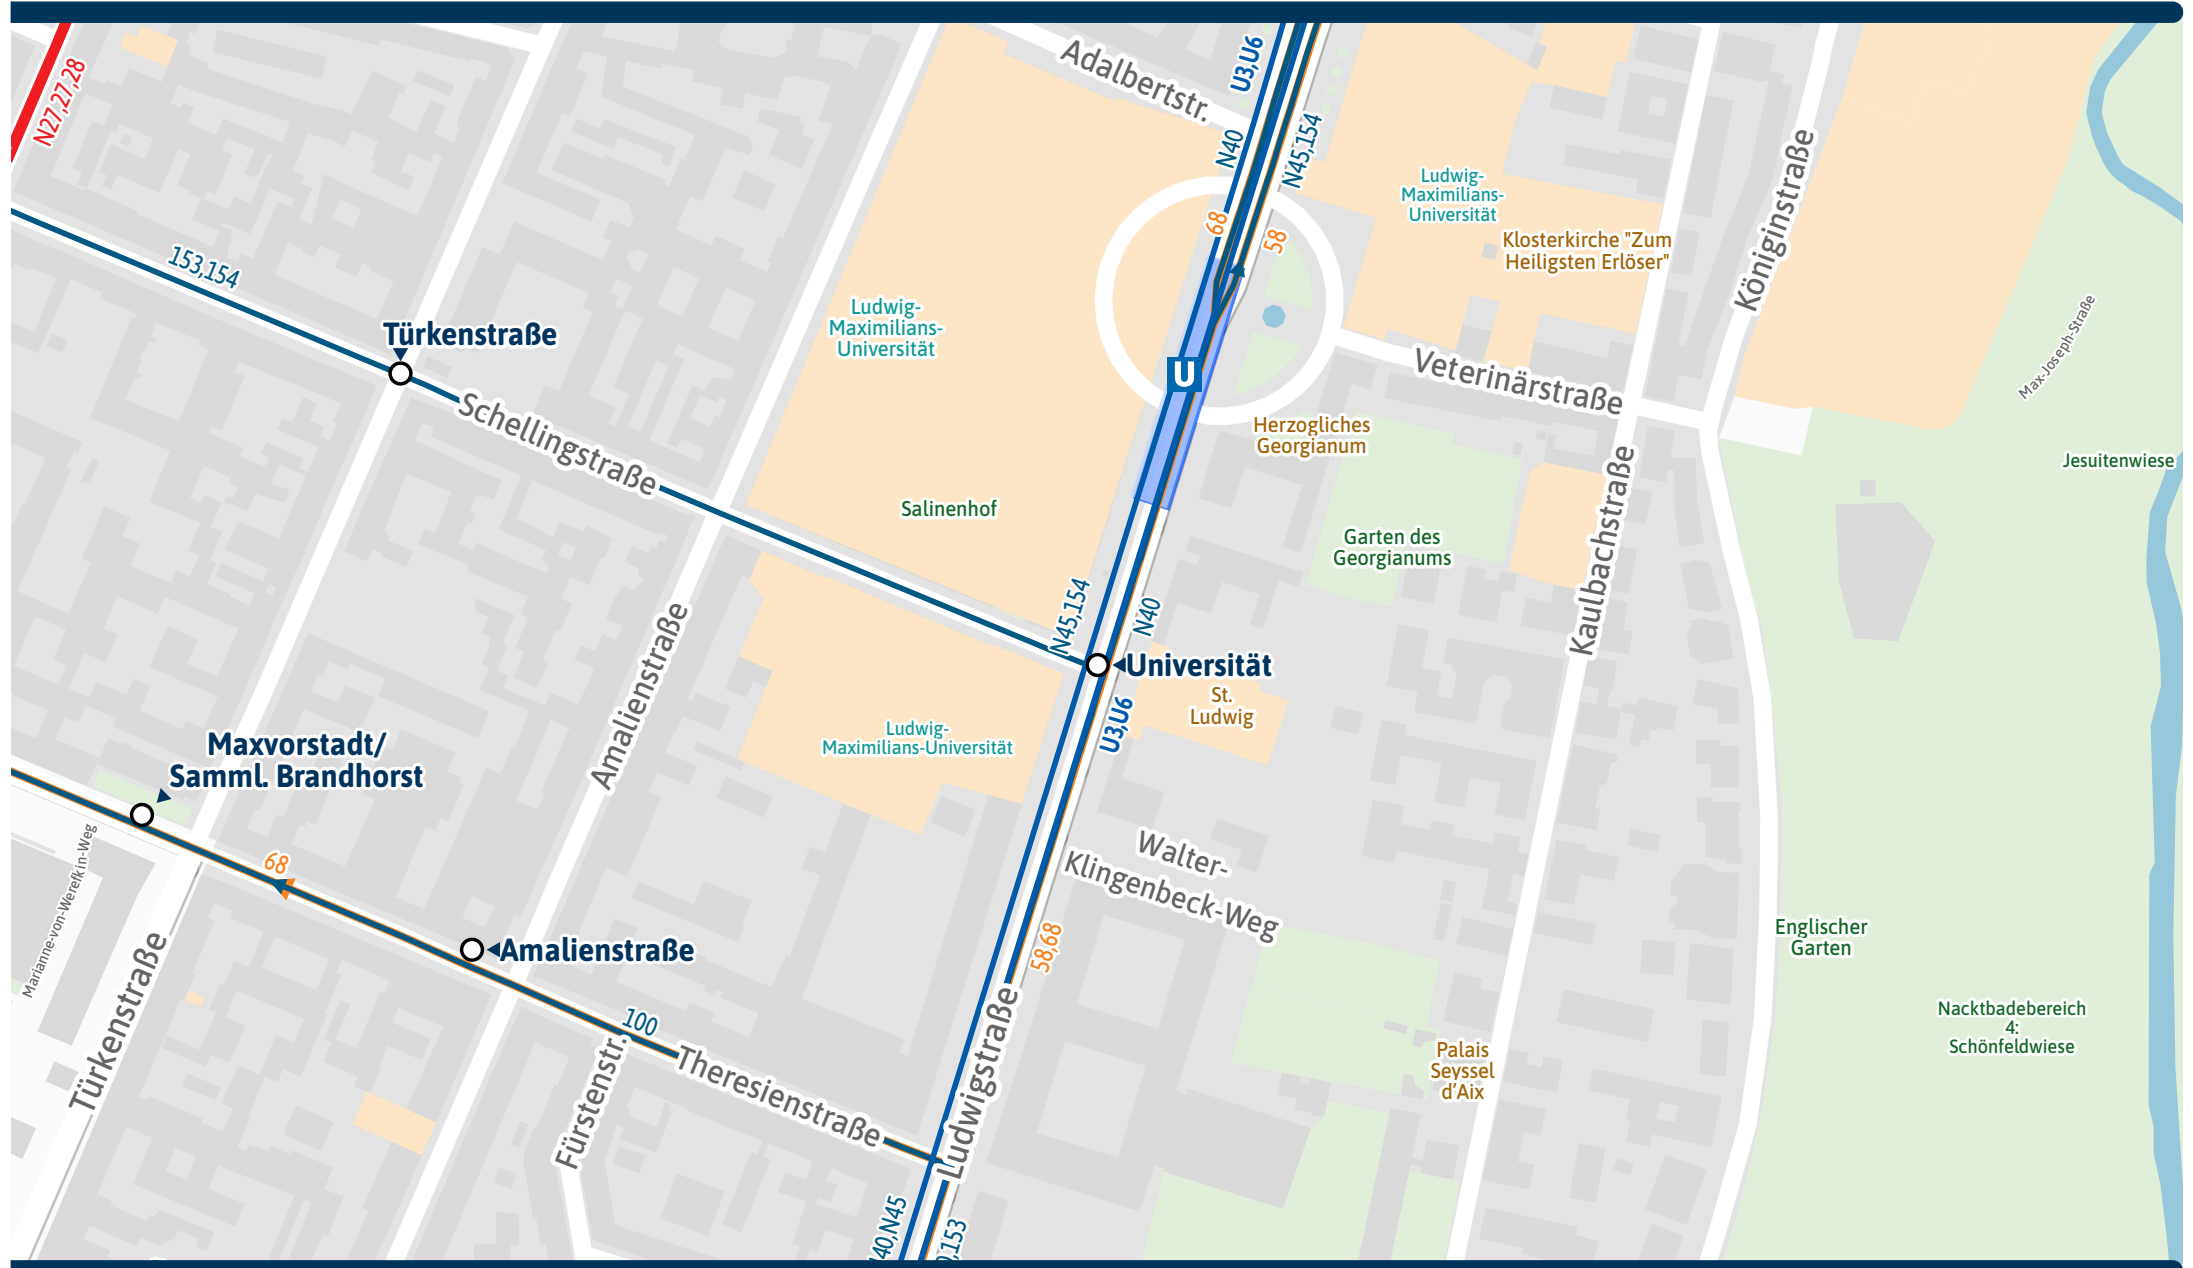 Adalbertstr.
U3,U6
N27,27,28
N40
N45,154
68
58
Ludwig-
Maximilians-
Universität
Klosterkirche "Zum
Heiligsten Erlöser"
Königinstraße
153,154
Türkenstraße
Ludwig-
Maximilians-
Universität
Max-Joseph-Straße
U
Veterinärstraße
Schellingstraße
Herzogliches
Georgianum
Jesuitenwiese
Salinenhof
Garten des
Georgianums
Kaulbachstraße
N45,154
N40
Universität
St.
Ludwig
U3,U6
Amalienstraße
Ludwig-
Maximilians-Universität
Maxvorstadt/
Samml. Brandhorst
68
Marianne-von-Werefkin-Weg
Walter-
Klingenbeck-Weg
58,68
Englischer
Garten
Amalienstraße
Türkenstraße
100
Fürstenstr.
Theresienstraße
Ludwigstraße
Nacktbadebereich
4:
Schönfeldwiese
Palais
Seyssel
d'Aix
40,N45
,153